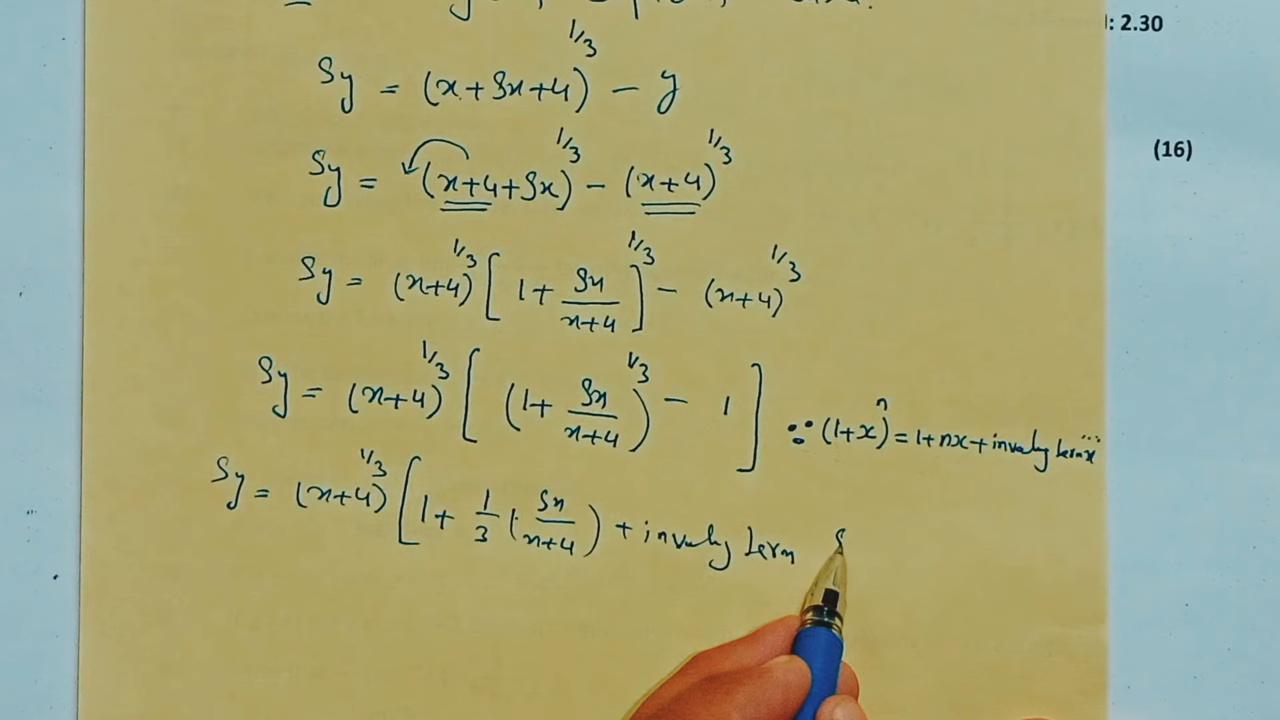 : 2.30
(16)
δy = (x+δx+4)^{1/3} - y
δy = (x+4+δx)^{1/3} - (x+4)^{1/3}
δy = (x+4)^{1/3} [1 + δx/(x+4)]^{1/3} - (x+4)^{1/3}
δy = (x+4)^{1/3} [(1 + δx/(x+4))^{1/3} - 1] ∵ (1+x)^n = 1+nx+involving term x ...
δy = (x+4)^{1/3} [1 + 1/3 (δx/(x+4)) + involving term δ